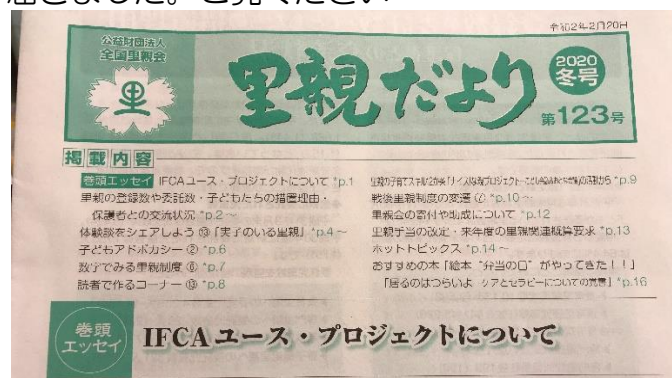 届きました。ご覧ください
令和2年2月20日
公益財団法人
全国里親会
里
里親だより
2020
冬号
第123号
掲載内容
巻頭エッセイ IFCAユース・プロジェクトについて *p.1
里親の登録数や委託数・子どもたちの措置理由・
保護者との交流状況 *p.2～
体験談をシェアしよう⑬「実子のいる里親」*p.4～
子どもアドボカシー② *p.6
数字でみる里親制度⑥ *p.7
読者で作るコーナー⑬ *p.8
*p.9
戦後里親制度の変遷⑦ *p.10～
里親会の寄付や助成について *p.12
里親手当の改定・来年度の里親関連概算要求 *p.13
ホットトピックス *p.14～
おすすめの本「絵本“弁当の日”がやってきた!!」
「居るのはつらいよ ケアとセラピーについての覚書」*p.16
巻頭
エッセイ
IFCAユース・プロジェクトについて